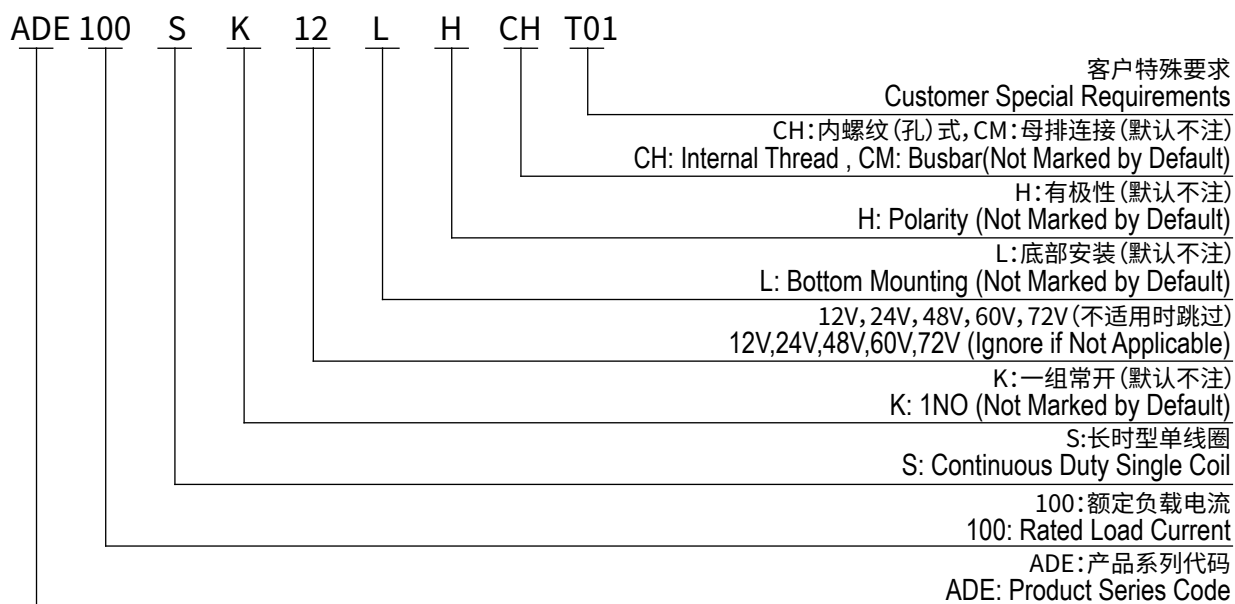 ADE 100 S K 12 L H CH T01
客户特殊要求
Customer Special Requirements
CH：内螺纹（孔）式，CM：母排连接（默认不注）
CH: Internal Thread , CM: Busbar(Not Marked by Default)
H：有极性（默认不注）
H: Polarity (Not Marked by Default)
L：底部安装（默认不注）
L: Bottom Mounting (Not Marked by Default)
12V，24V，48V，60V，72V（不适用时跳过）
12V,24V,48V,60V,72V (Ignore if Not Applicable)
K：一组常开（默认不注）
K: 1NO (Not Marked by Default)
S:长时型单线圈
S: Continuous Duty Single Coil
100：额定负载电流
100: Rated Load Current
ADE：产品系列代码
ADE: Product Series Code